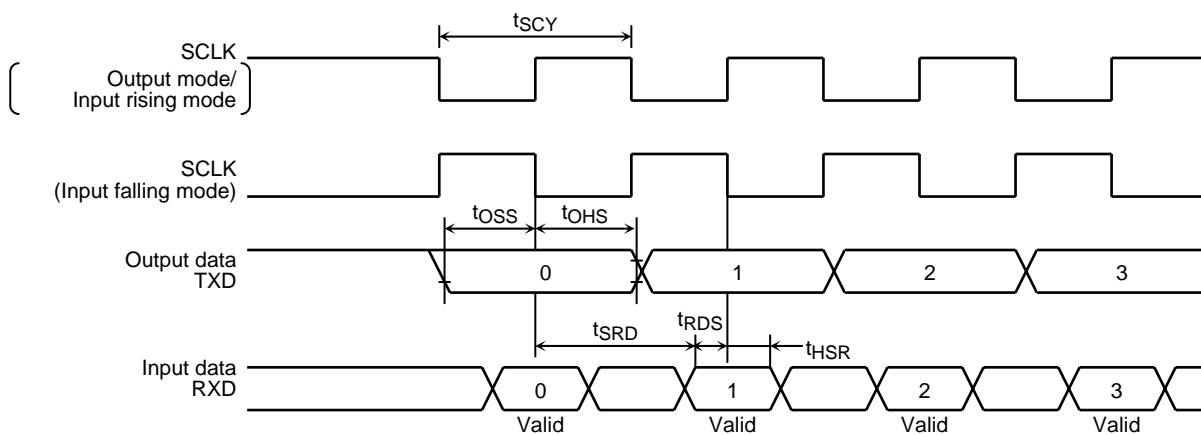 tSCY
SCLK
Output mode/
Input rising mode
SCLK
(Input falling mode)
tOSS
tOHS
Output data
TXD
0
1
2
3
tSRD
tRDS
tHSR
Input data
RXD
0
1
2
3
Valid
Valid
Valid
Valid